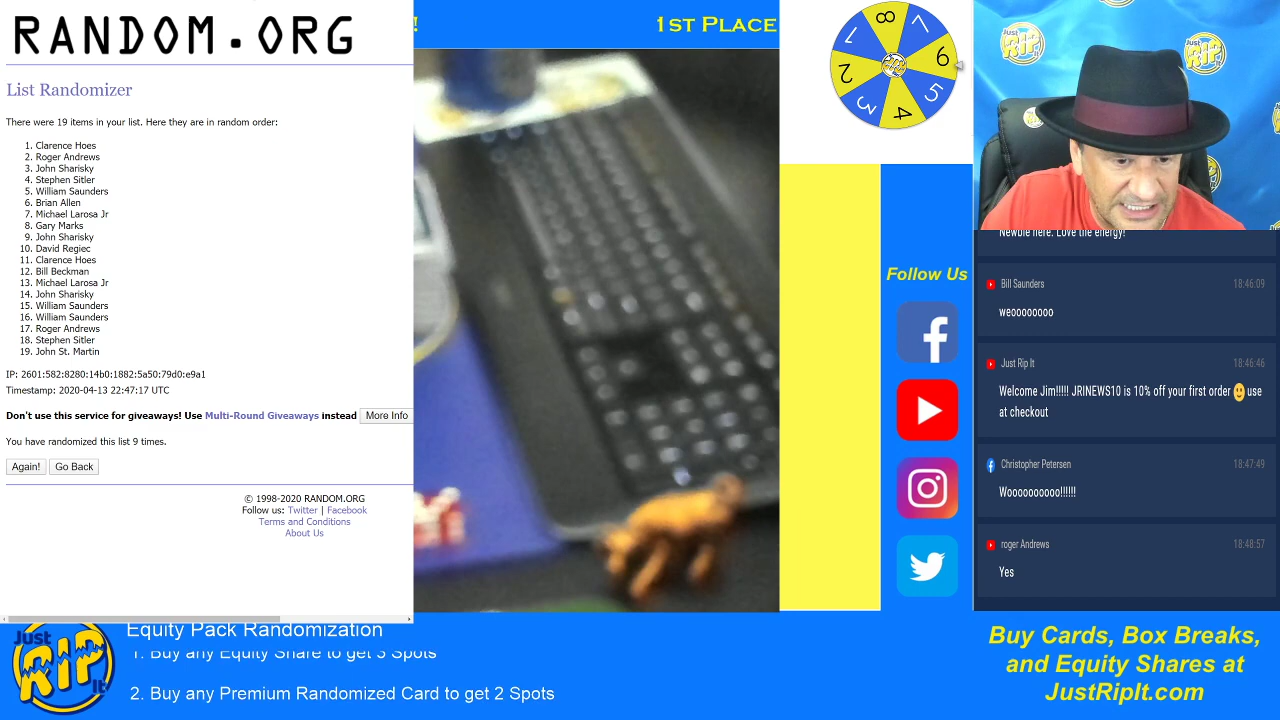 RANDOM.ORG
List Randomizer
There were 19 items in your list. Here they are in random order:
1. Clarence Hoes
2. Roger Andrews
3. John Sharisky
4. Stephen Sitler
5. William Saunders
6. Brian Allen
7. Michael Larosa Jr
8. Gary Marks
9. John Sharisky
10. David Regiec
11. Clarence Hoes
12. Bill Beckman
13. Michael Larosa Jr
14. John Sharisky
15. William Saunders
16. William Saunders
17. Roger Andrews
18. Stephen Sitler
19. John St. Martin
IP: 2601:582:8280:14b0:1882:5a50:79d0:e9a1
Timestamp: 2020-04-13 22:47:17 UTC
Don't use this service for giveaways! Use Multi-Round Giveaways instead More Info
You have randomized this list 9 times.
Again! Go Back
© 1998-2020 RANDOM.ORG
Follow us: Twitter | Facebook
Terms and Conditions
About Us
! 1ST PLACE
8
7
6
5
4
3
2
1
Follow Us
Newbie here. Love the energy!
Bill Saunders 18:46:09
weoooooooo
Just Rip It 18:46:46
Welcome Jim!!!!! JRINEWS10 is 10% off your first order 🙂 use
at checkout
Christopher Petersen 18:47:49
Woooooooooo!!!!!!
roger Andrews 18:48:57
Yes
Just
RIP
It
Equity Pack Randomization
1. Buy any Equity Share to get 3 Spots
2. Buy any Premium Randomized Card to get 2 Spots
Buy Cards, Box Breaks,
and Equity Shares at
JustRipIt.com